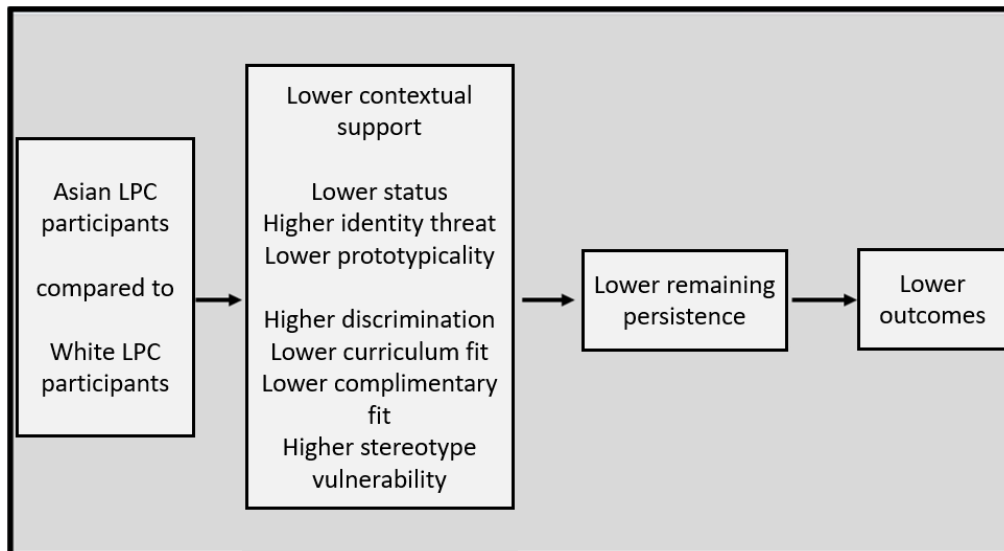 Asian LPC
participants
compared to
White LPC
participants
Lower contextual
support
Lower status
Higher identity threat
Lower prototypicality
Higher discrimination
Lower curriculum fit
Lower complimentary
fit
Higher stereotype
vulnerability
Lower remaining
persistence
Lower
outcomes